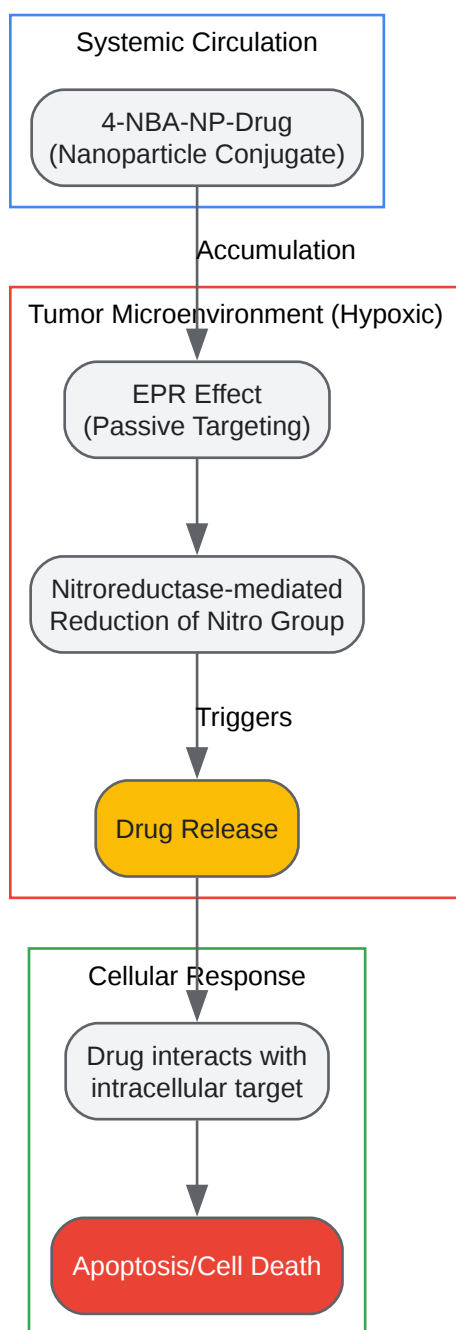 Systemic Circulation
4-NBA-NP-Drug
(Nanoparticle Conjugate)
Accumulation
Tumor Microenvironment (Hypoxic)
EPR Effect
(Passive Targeting)
Nitroreductase-mediated
Reduction of Nitro Group
Triggers
Drug Release
Cellular Response
Drug interacts with
intracellular target
Apoptosis/Cell Death